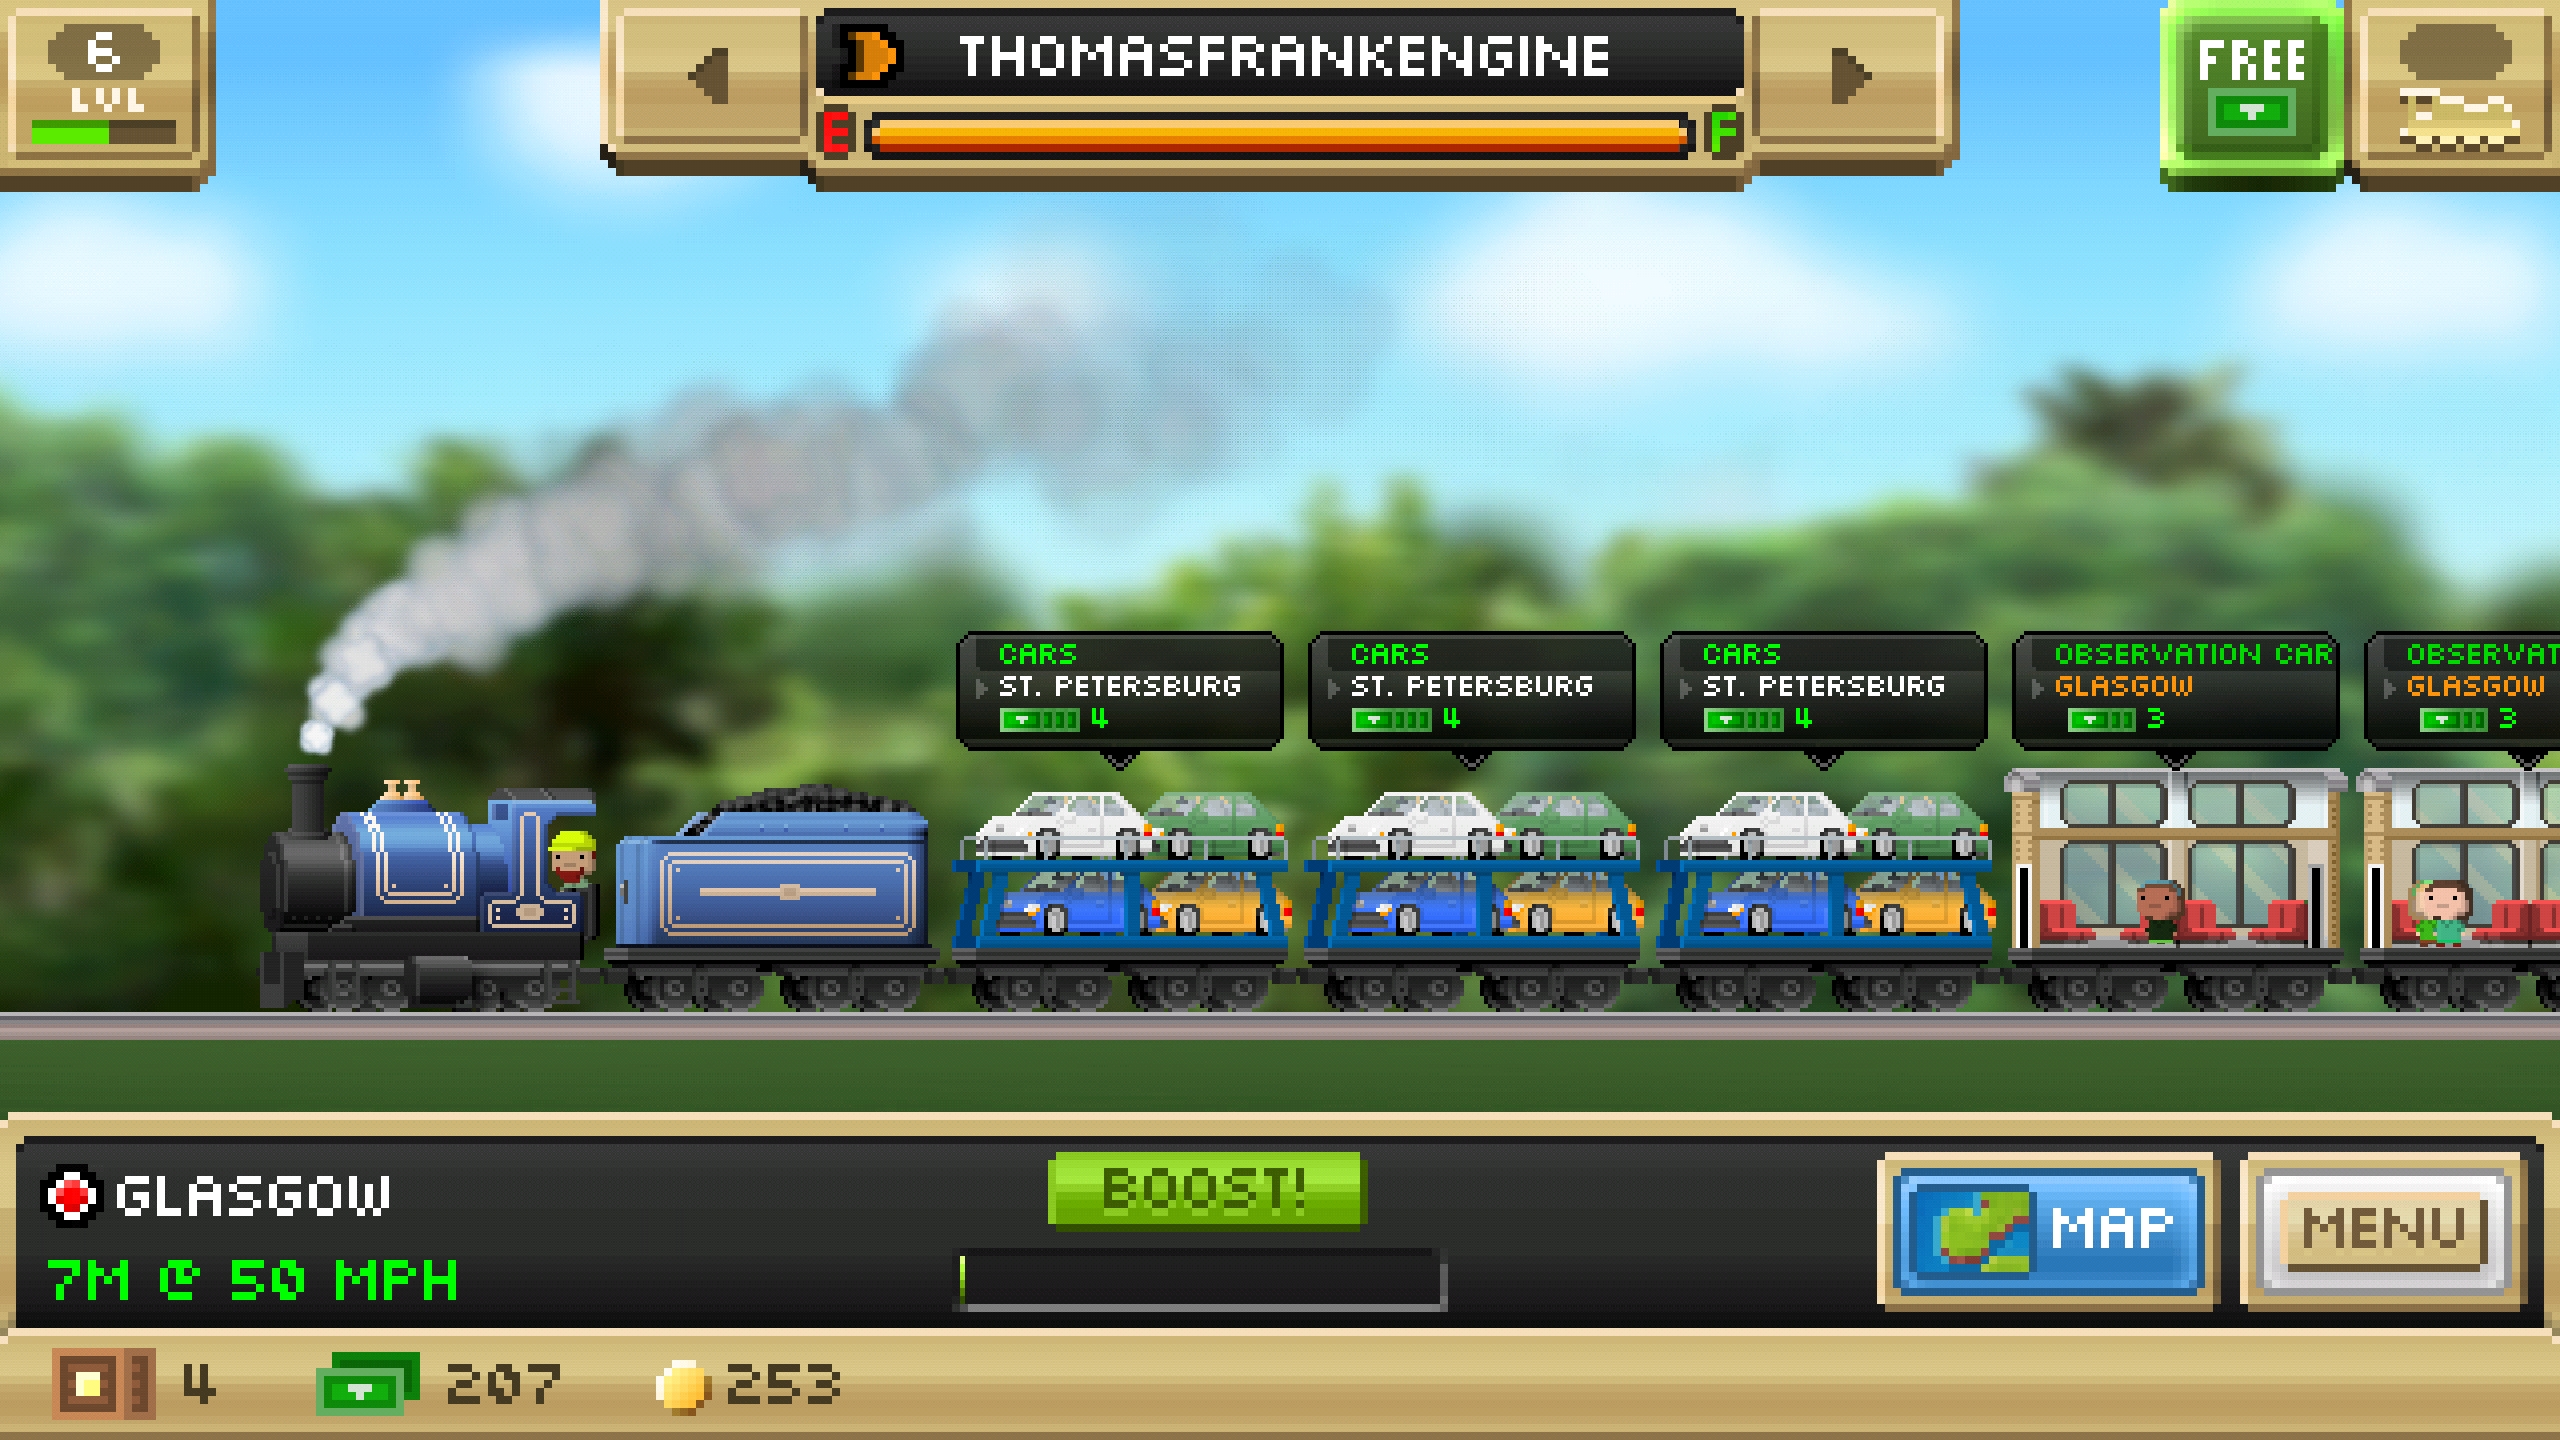 6
LVL
THOMASFRANKENGINE
E F
FREE
CARS
ST. PETERSBURG
4
CARS
ST. PETERSBURG
4
CARS
ST. PETERSBURG
4
OBSERVATION CAR
GLASGOW
3
OBSERVAT
GLASGOW
3
GLASGOW
7M @ 50 MPH
BOOST!
MAP
MENU
4 207 253